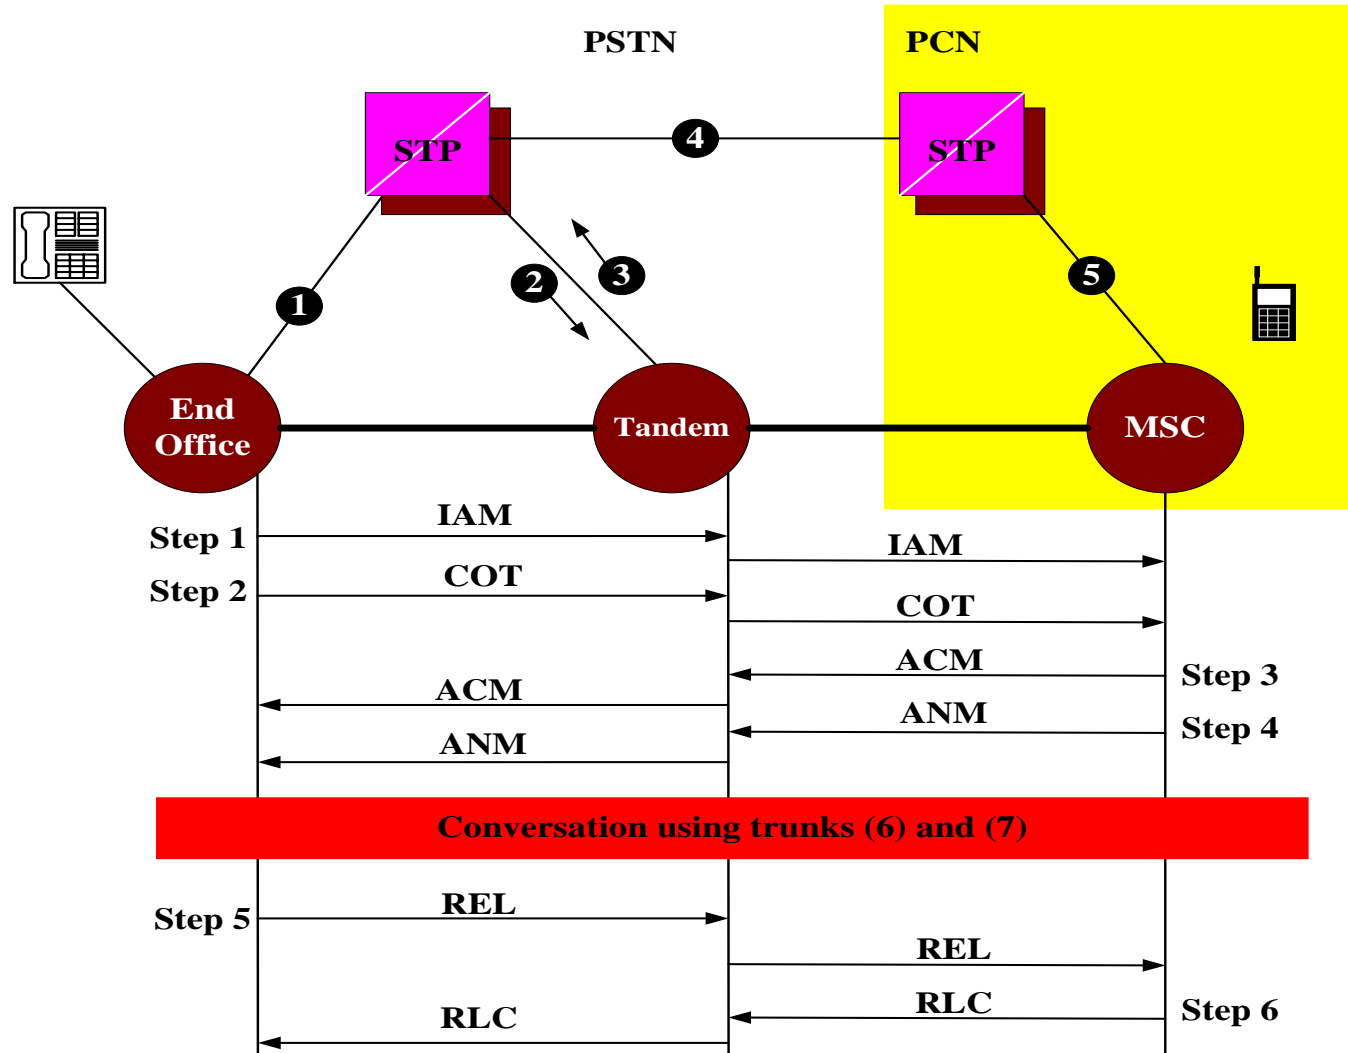 PSTN
PCN
STP
4
STP
1
2
3
5
End
Office
Tandem
MSC
Step 1
IAM
IAM
Step 2
COT
COT
ACM
Step 3
ACM
ANM
Step 4
ANM
Conversation using trunks (6) and (7)
Step 5
REL
REL
RLC
Step 6
RLC